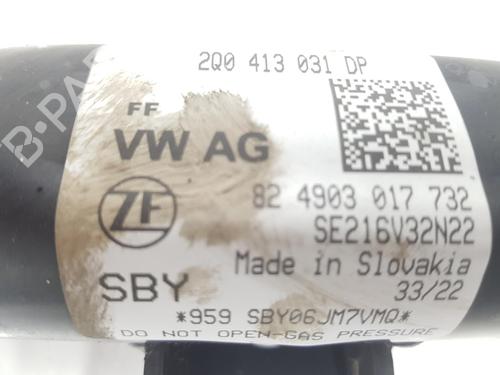 2Q0 413 031 DP
FF
VW AG
ZF
82 4903 017 732
SE216V32N22
Made in Slovakia
SBY
33/22
*959 SBY06JM7VMQ*
DO NOT OPEN-GAS PRESSURE